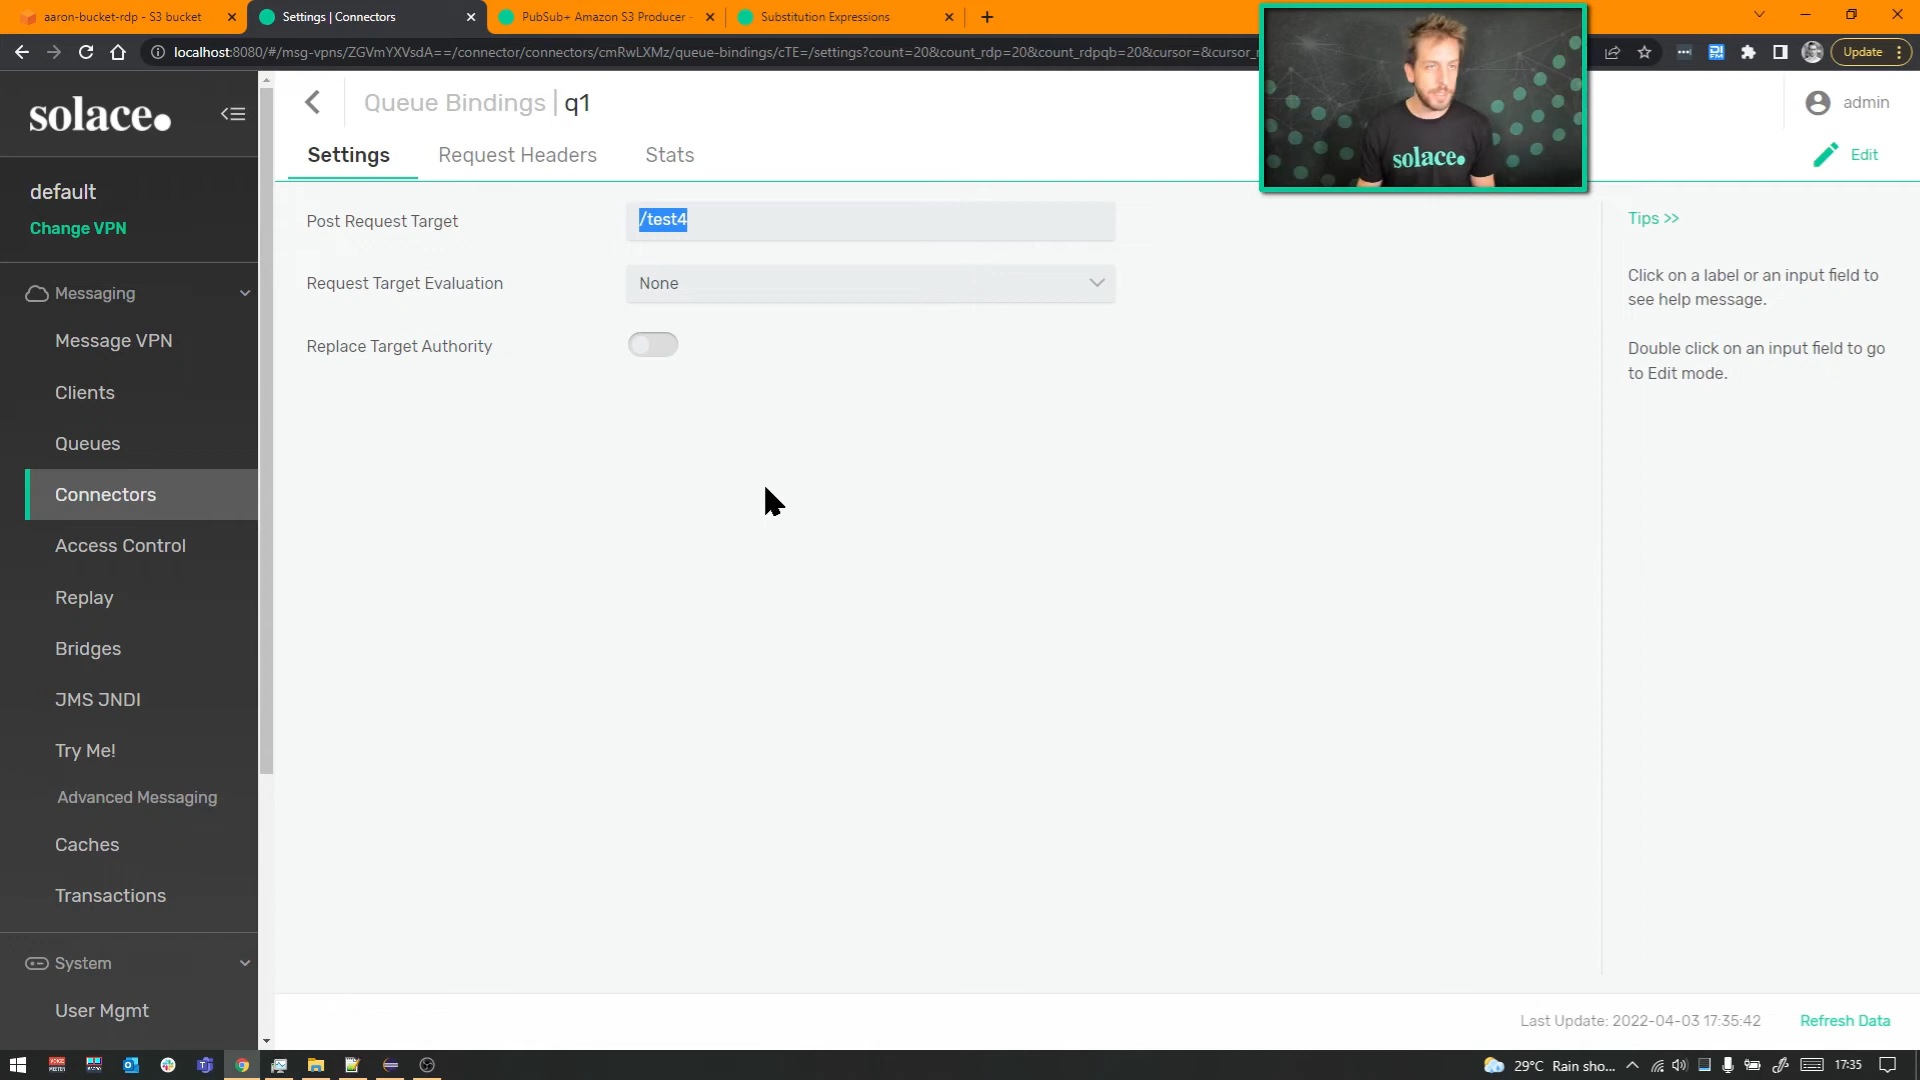 aaron-bucket-rdp - S3 bucket
Settings | Connectors
PubSub+ Amazon S3 Producer -
Substitution Expressions
localhost:8080/#/msg-vpns/ZGVmYXVsdA==/connector/connectors/cmRwLXMz/queue-bindings/cTE=/settings?count=20&count_rdp=20&count_rdpqb=20&cursor=&cursor_r
Update
solace.
Queue Bindings | q1
admin
Settings
Request Headers
Stats
solace.
Edit
default
Change VPN
Post Request Target
/test4
Tips >>
Request Target Evaluation
None
Click on a label or an input field to
see help message.
Replace Target Authority
Double click on an input field to go
to Edit mode.
Messaging
Message VPN
Clients
Queues
Connectors
Access Control
Replay
Bridges
JMS JNDI
Try Me!
Advanced Messaging
Caches
Transactions
System
User Mgmt
Last Update: 2022-04-03 17:35:42
Refresh Data
29°C
Rain sho...
17:35